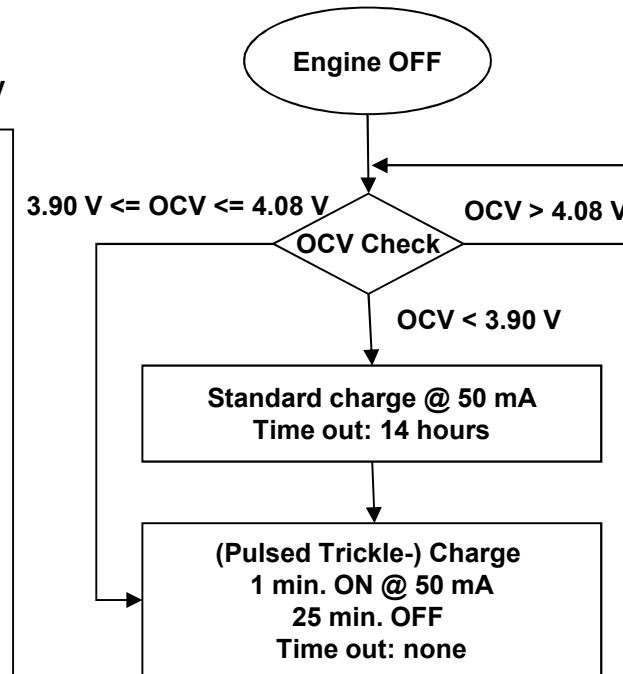 Engine OFF
V
3.90 V <= OCV <= 4.08 V
OCV > 4.08 V
OCV Check
OCV < 3.90 V
Standard charge @ 50 mA
Time out: 14 hours
(Pulsed Trickle-) Charge
1 min. ON @ 50 mA
25 min. OFF
Time out: none